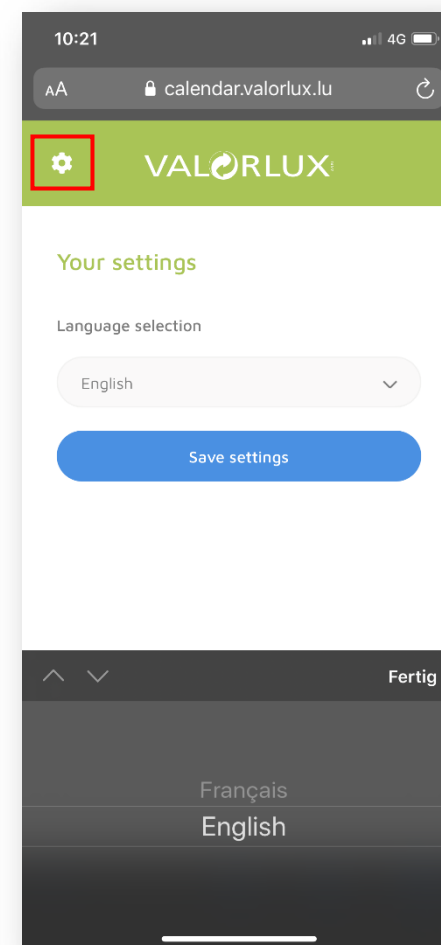 10:21 4G
AA calendar.valorlux.lu
VALORLUX
Your settings
Language selection
English
Save settings
Fertig
Français
English